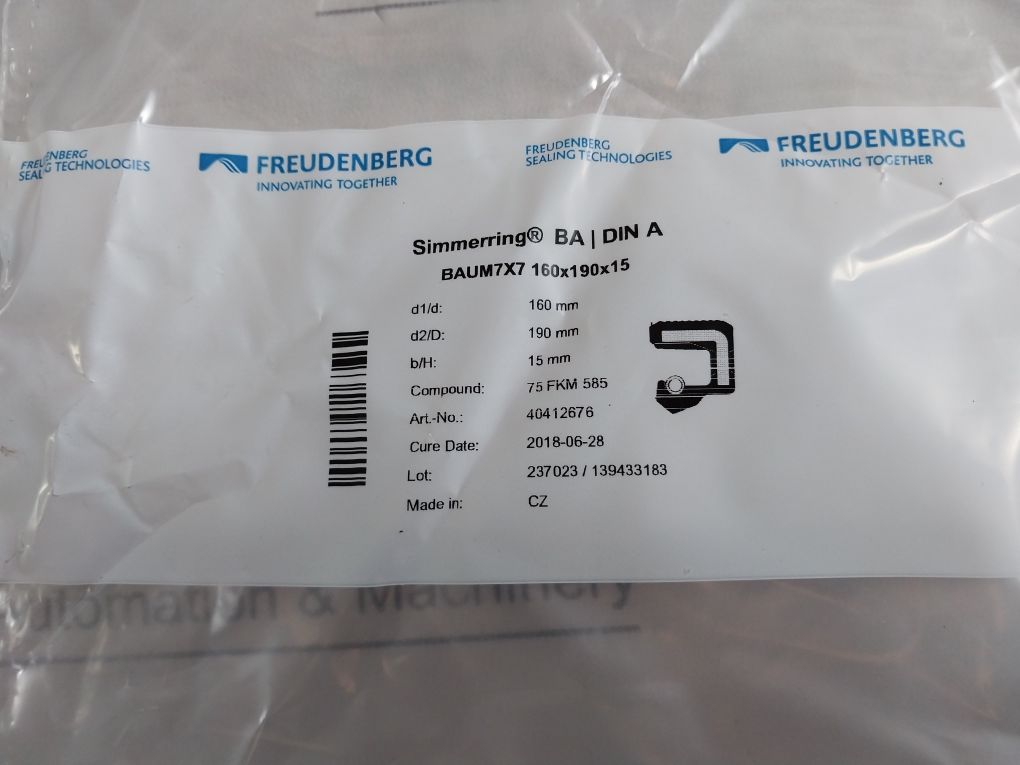 FREUDENBERG
SEALING TECHNOLOGIES
FREUDENBERG
INNOVATING TOGETHER
FREUDENBERG
SEALING TECHNOLOGIES
FREUDENBERG
INNOVATING TOGETHER
Simmerring® BA | DIN A
BAUM7X7 160x190x15
d1/d: 160 mm
d2/D: 190 mm
b/H: 15 mm
Compound: 75 FKM 585
Art.-No.: 40412676
Cure Date: 2018-06-28
Lot: 237023 / 139433183
Made in: CZ
Automation & Machinery